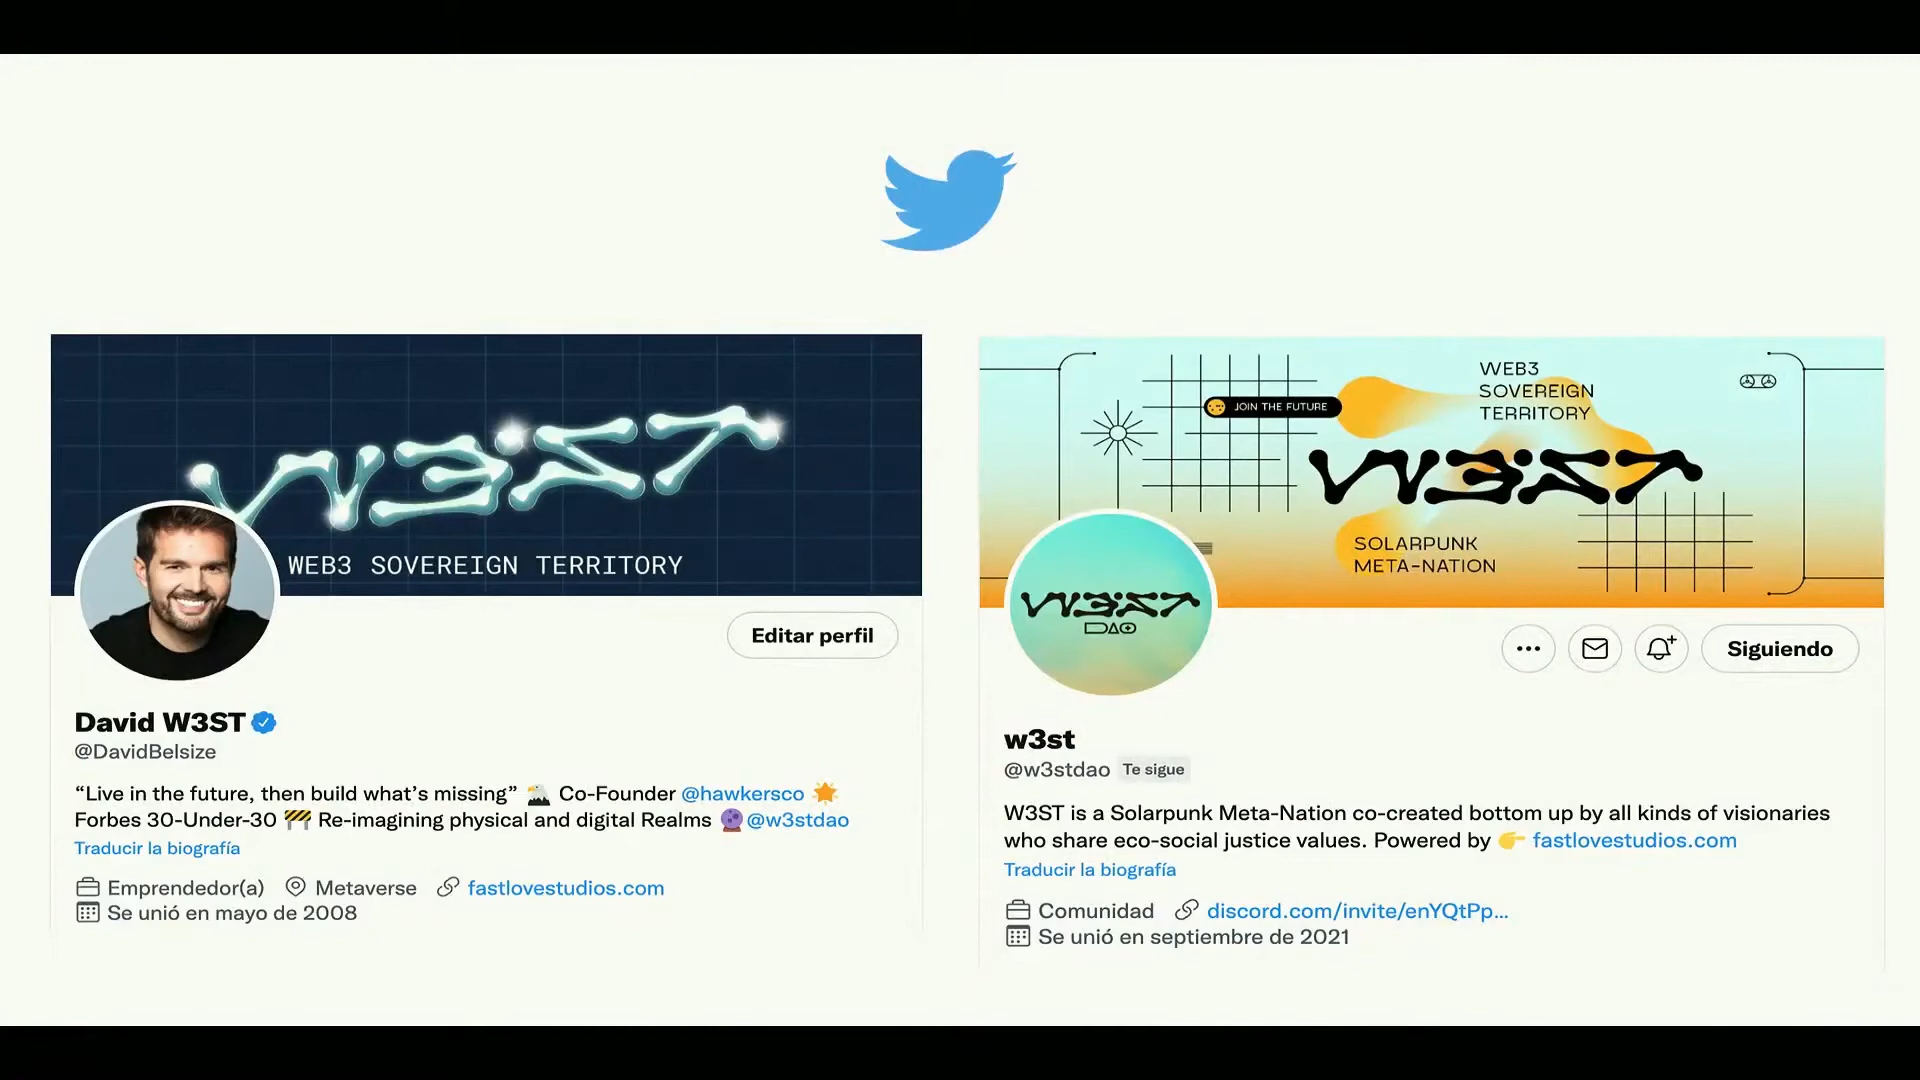 W3ST
WEB3 SOVEREIGN TERRITORY
Editar perfil
David W3ST
@DavidBelsize
“Live in the future, then build what’s missing” 🦅 Co-Founder @hawkersco 🌟
Forbes 30-Under-30 🚧 Re-imagining physical and digital Realms 🔮@w3stdao
Traducir la biografía
Emprendedor(a) Metaverse fastlovestudios.com
Se unió en mayo de 2008
WEB3
SOVEREIGN
TERRITORY
JOIN THE FUTURE
W3ST
SOLARPUNK
META-NATION
W3ST
DAO
Siguiendo
w3st
@w3stdao Te sigue
W3ST is a Solarpunk Meta-Nation co-created bottom up by all kinds of visionaries
who share eco-social justice values. Powered by 👉 fastlovestudios.com
Traducir la biografía
Comunidad discord.com/invite/enYQtPp...
Se unió en septiembre de 2021